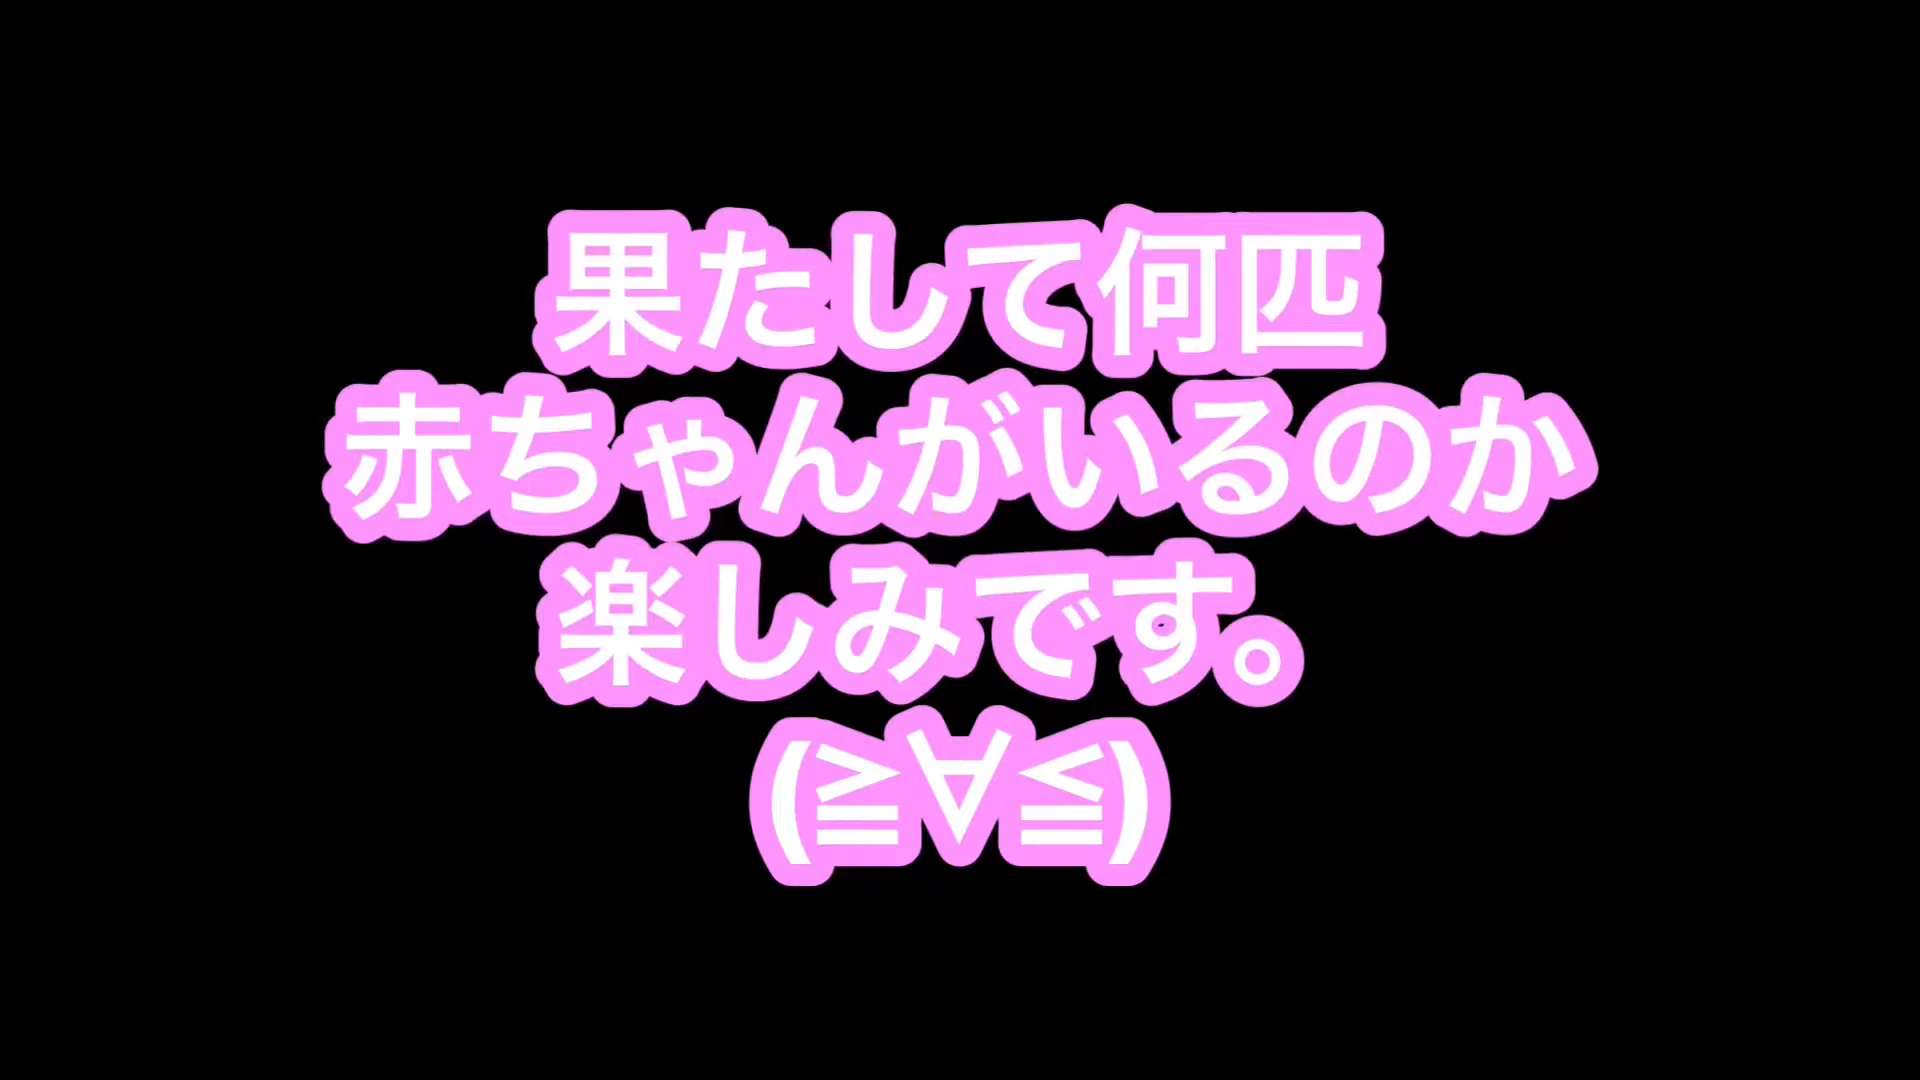 果たして何匹
赤ちゃんがいるのか
楽しみです。
(≧∀≦)